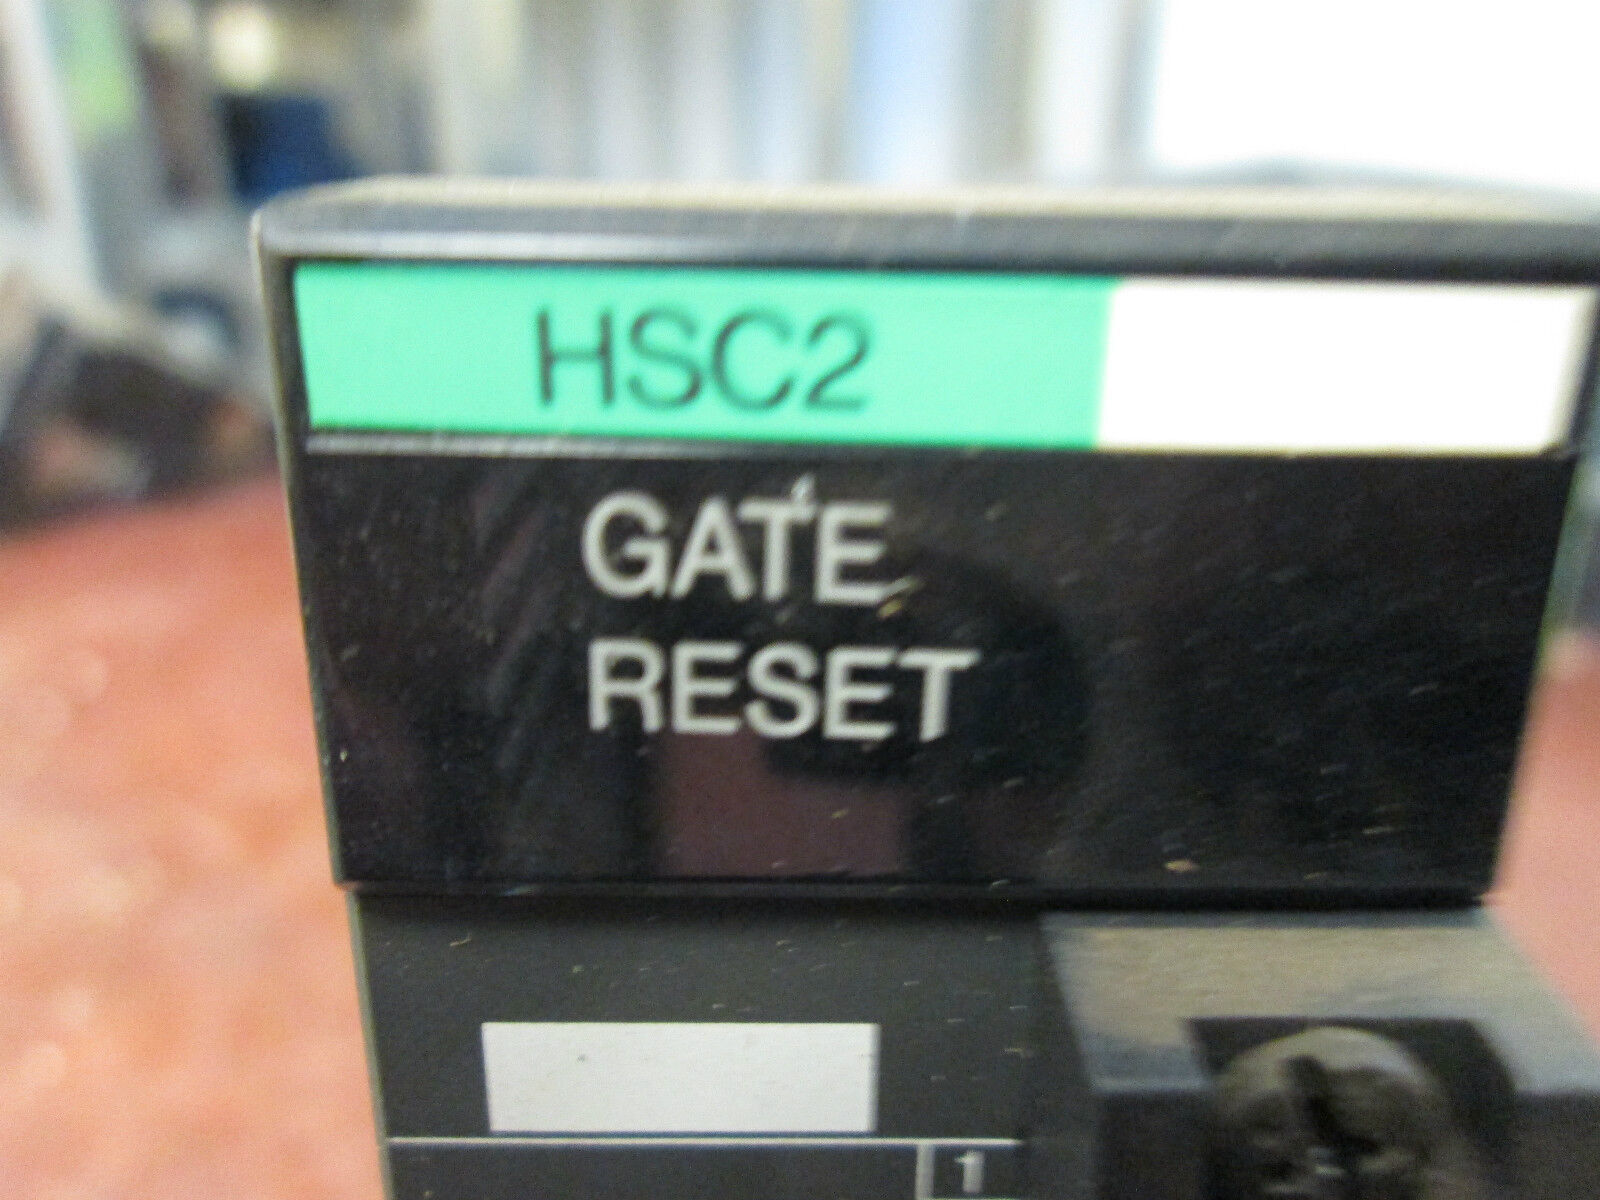 HSC2
GATE
RESET
1